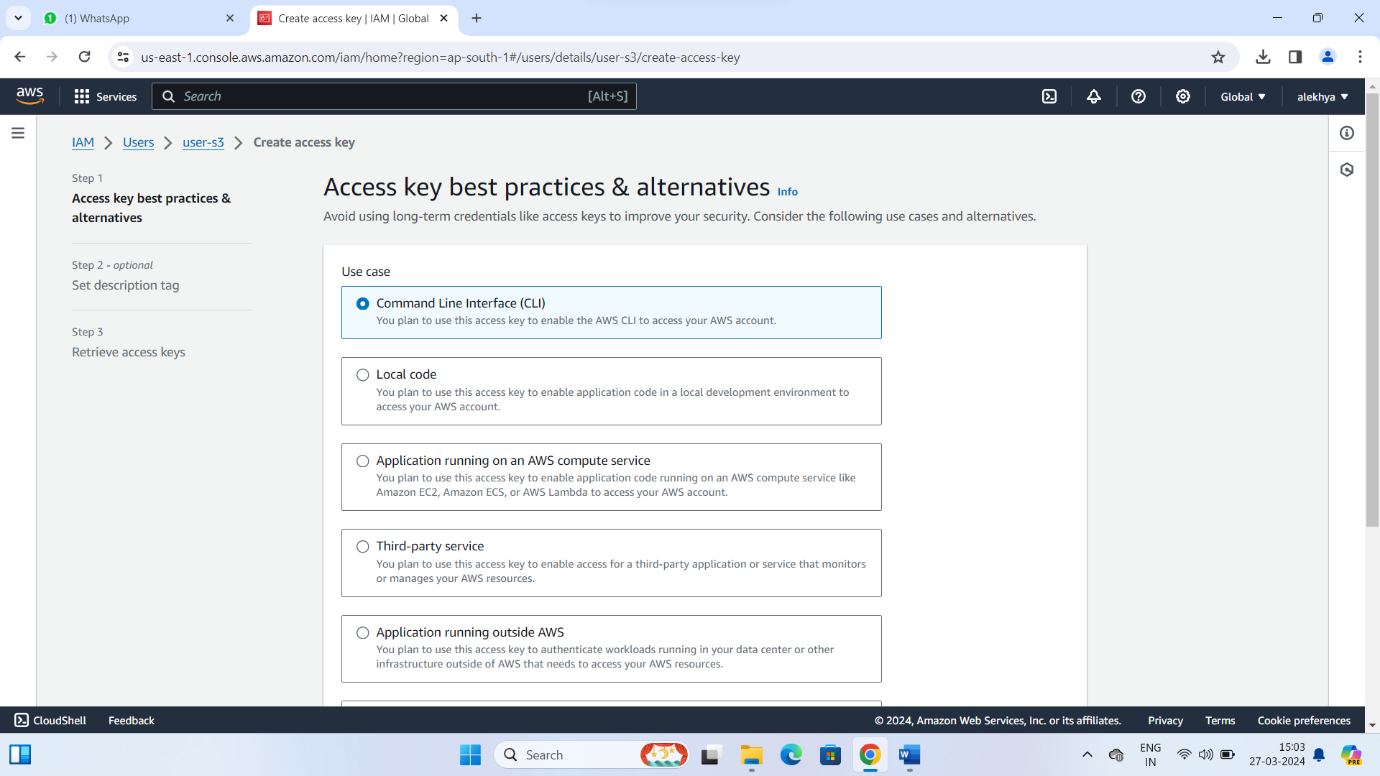 (1) WhatsApp
Create access key | IAM | Global
us-east-1.console.aws.amazon.com/iam/home?region=ap-south-1#/users/details/user-s3/create-access-key
aws
Services
Search
[Alt+S]
Global
alekhya
IAM
Users
user-s3
Create access key
Step 1
Access key best practices &
alternatives
Step 2 - optional
Set description tag
Step 3
Retrieve access keys
Access key best practices & alternatives Info
Avoid using long-term credentials like access keys to improve your security. Consider the following use cases and alternatives.
Use case
Command Line Interface (CLI)
You plan to use this access key to enable the AWS CLI to access your AWS account.
Local code
You plan to use this access key to enable application code in a local development environment to
access your AWS account.
Application running on an AWS compute service
You plan to use this access key to enable application code running on an AWS compute service like
Amazon EC2, Amazon ECS, or AWS Lambda to access your AWS account.
Third-party service
You plan to use this access key to enable access for a third-party application or service that monitors
or manages your AWS resources.
Application running outside AWS
You plan to use this access key to authenticate workloads running in your data center or other
infrastructure outside of AWS that needs to access your AWS resources.
CloudShell
Feedback
© 2024, Amazon Web Services, Inc. or its affiliates.
Privacy
Terms
Cookie preferences
Search
ENG
IN
15:03
27-03-2024
PRE